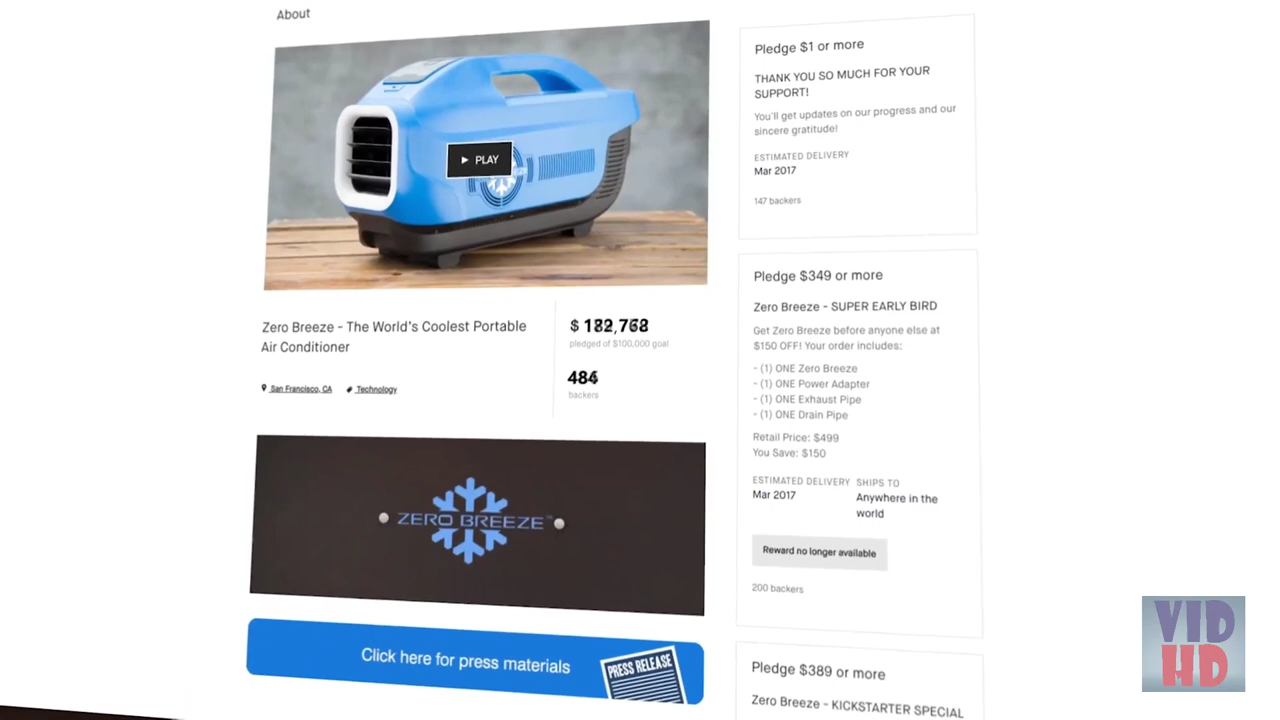 About
PLAY
Zero Breeze - The World's Coolest Portable
Air Conditioner
San Francisco, CA
Technology
$
pledged of $100,000 goal
backers
ZERO BREEZE
Click here for press materials
PRESS RELEASE
Pledge $1 or more
THANK YOU SO MUCH FOR YOUR
SUPPORT!
You'll get updates on our progress and our
sincere gratitude!
ESTIMATED DELIVERY
Mar 2017
147 backers
Pledge $349 or more
Zero Breeze - SUPER EARLY BIRD
Get Zero Breeze before anyone else at
$150 OFF! Your order includes:
- (1) ONE Zero Breeze
- (1) ONE Power Adapter
- (1) ONE Exhaust Pipe
- (1) ONE Drain Pipe
Retail Price: $499
You Save: $150
ESTIMATED DELIVERY
Mar 2017
SHIPS TO
Anywhere in the
world
Reward no longer available
200 backers
Pledge $389 or more
Zero Breeze - KICKSTARTER SPECIAL
VID
HD